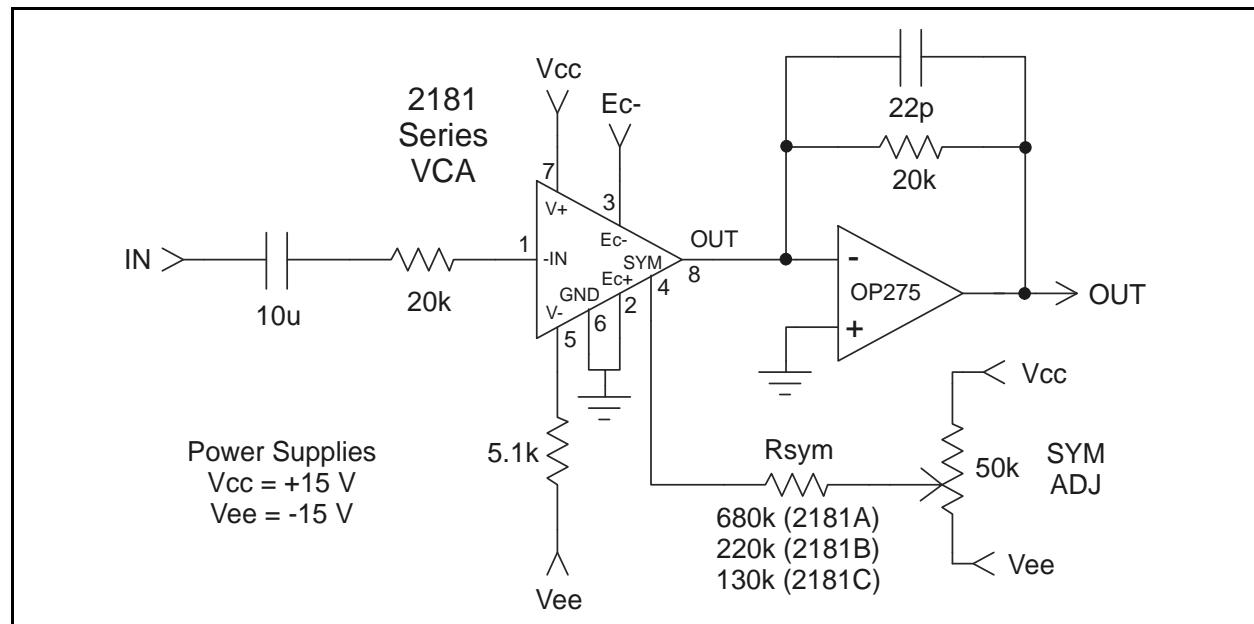 2181
Series
VCA
Vcc
Ec-
7
3
V+
Ec-
1
-IN
SYM
OUT
8
4
Ec+
2
GND
6
V-
5
IN
10u
20k
22p
20k
-
OP275
+
OUT
5.1k
Vee
Power Supplies
Vcc = +15 V
Vee = -15 V
Rsym
680k (2181A)
220k (2181B)
130k (2181C)
Vcc
50k
SYM
ADJ
Vee